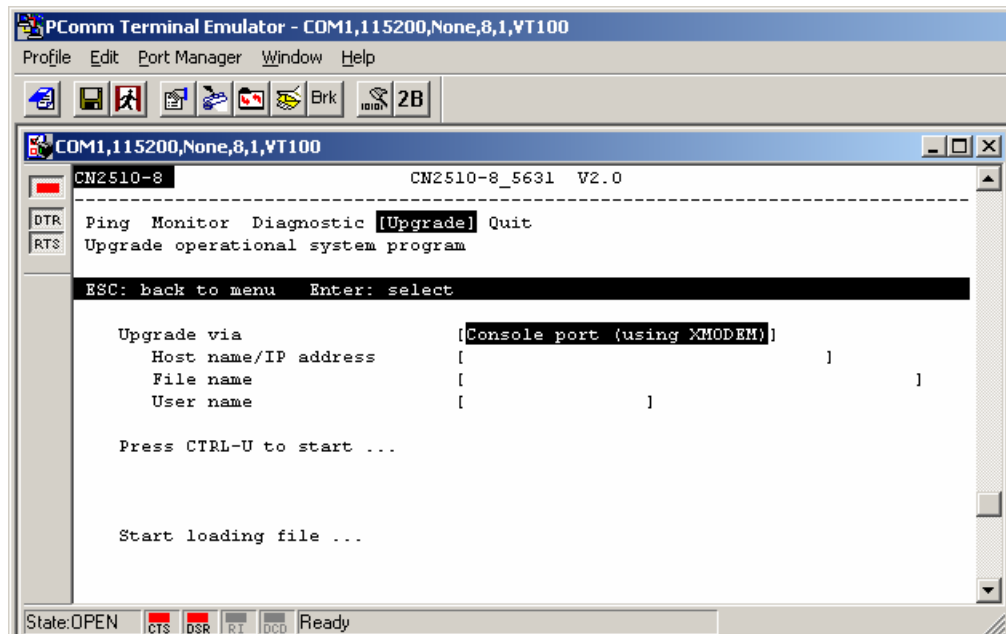 PComm Terminal Emulator - COM1,115200,None,8,1,VT100
Profile Edit Port Manager Window Help
Brk 2B
COM1,115200,None,8,1,VT100
CN2510-8 CN2510-8_5631 V2.0
--------------------------------------------------------------------------------
DTR
RTS
Ping Monitor Diagnostic [Upgrade] Quit
Upgrade operational system program
ESC: back to menu Enter: select
Upgrade via [Console port (using XMODEM)]
Host name/IP address [ ]
File name [ ]
User name [ ]
Press CTRL-U to start ...
Start loading file ...
State:OPEN CTS DSR RI DCD Ready